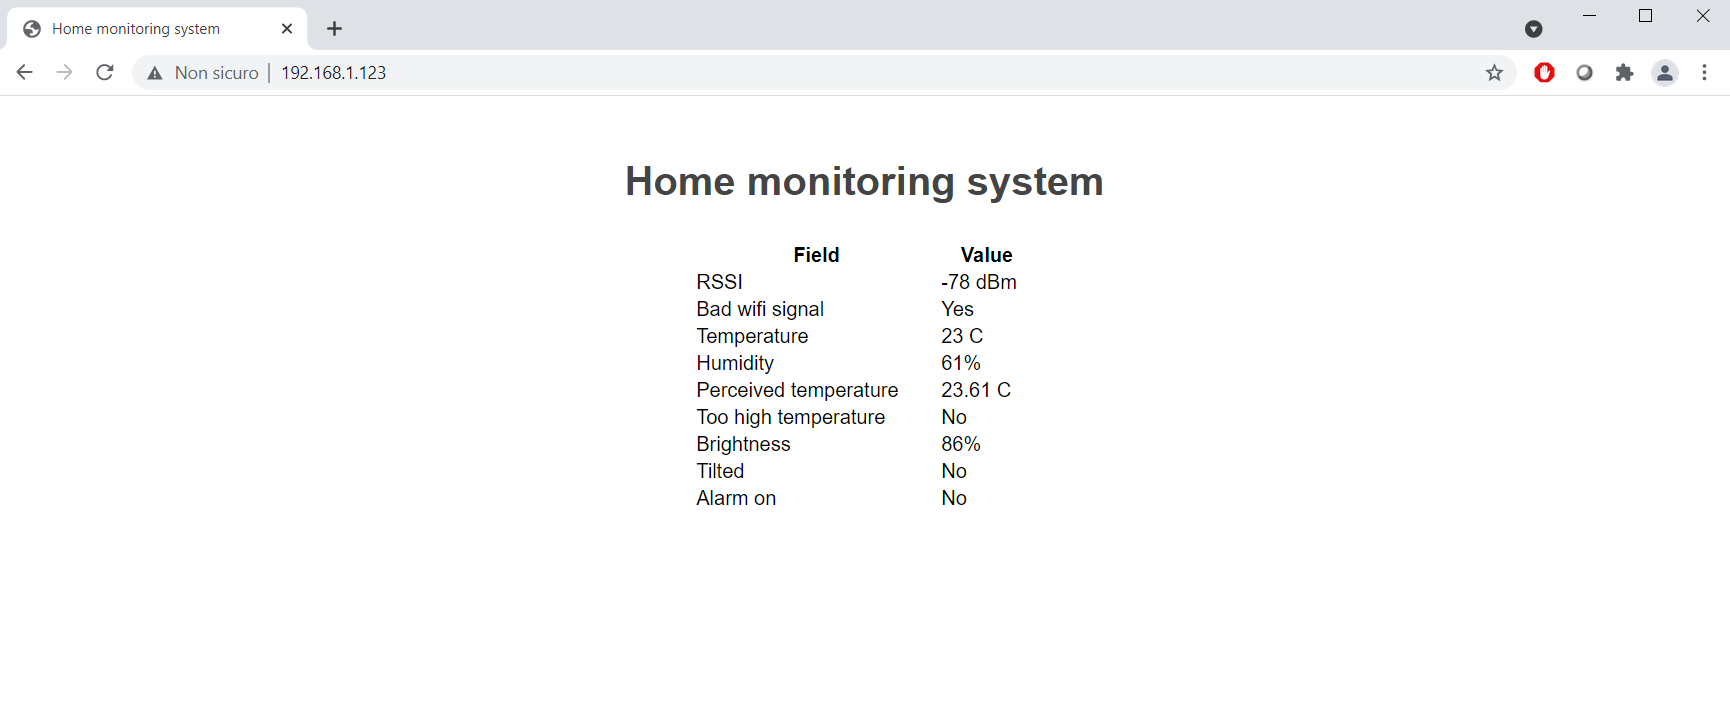 Home monitoring system
Non sicuro 192.168.1.123
Home monitoring system
Field Value
RSSI -78 dBm
Bad wifi signal Yes
Temperature 23 C
Humidity 61%
Perceived temperature 23.61 C
Too high temperature No
Brightness 86%
Tilted No
Alarm on No